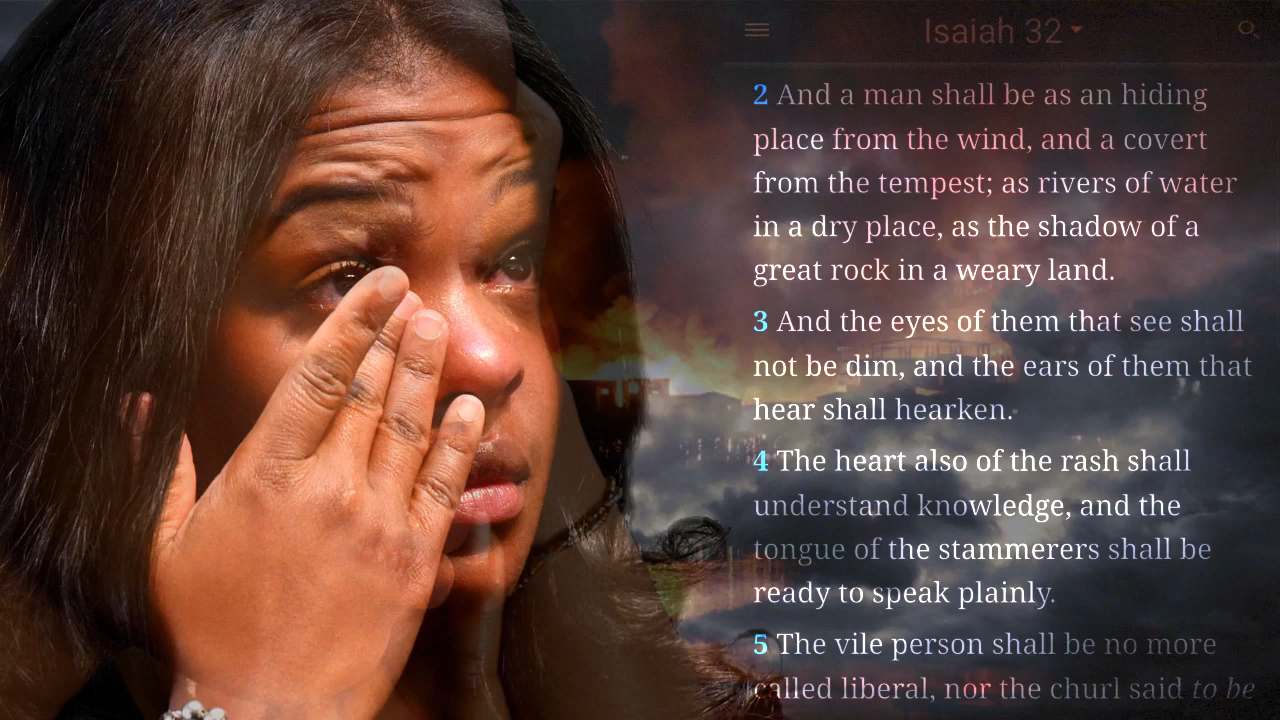 Isaiah 32
2 And a man shall be as an hiding
place from the wind, and a covert
from the tempest; as rivers of water
in a dry place, as the shadow of a
great rock in a weary land.
3 And the eyes of them that see shall
not be dim, and the ears of them that
hear shall hearken.
4 The heart also of the rash shall
understand knowledge, and the
tongue of the stammerers shall be
ready to speak plainly.
5 The vile person shall be no more
called liberal, nor the churl said to be